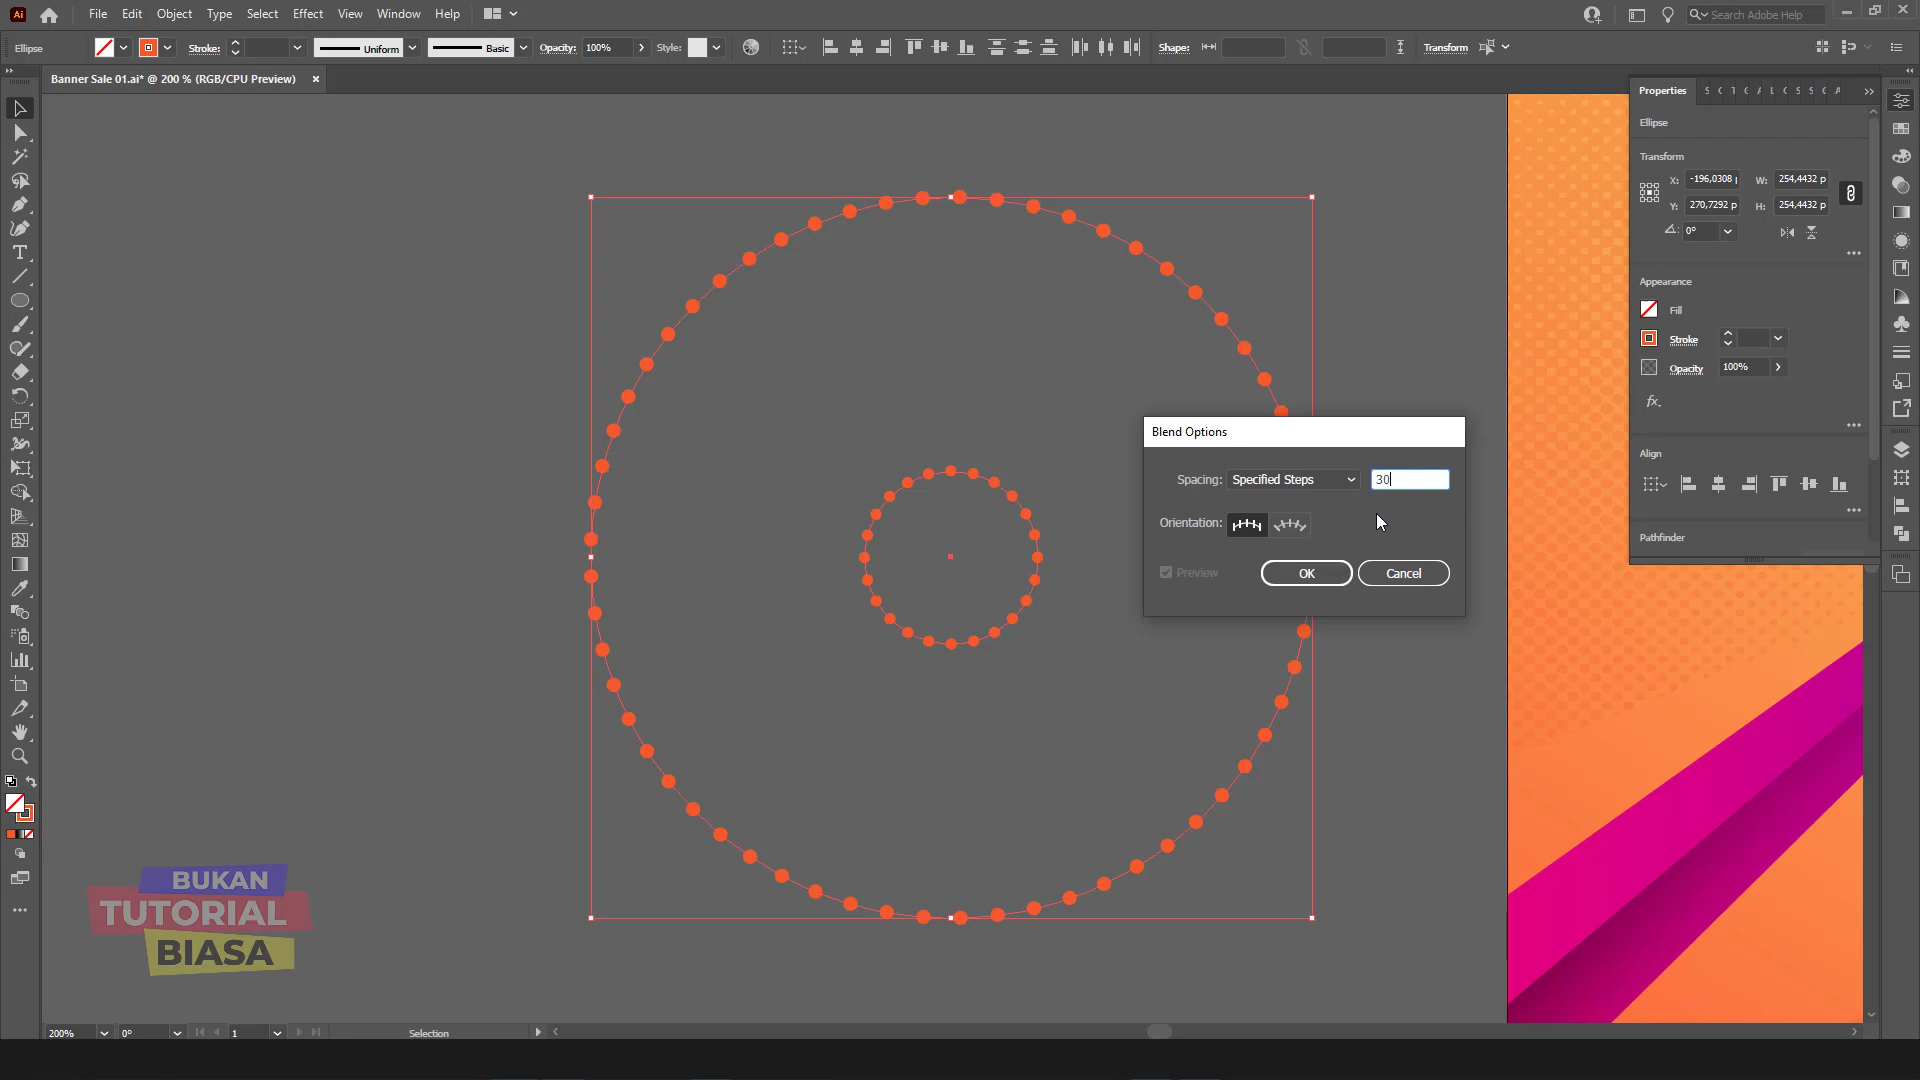 Ai File Edit Object Type Select Effect View Window Help Search Adobe Help
Ellipse Stroke: Uniform Basic Opacity: 100% Style: Shape: Transform
Banner Sale 01.ai* @ 200 % (RGB/CPU Preview) ×
Properties S C T G A L C S S C A
Ellipse
Transform
X: -196,0308 W: 254,4432 p
Y: 270,7292 p H: 254,4432 p
0°
Appearance
Fill
Stroke
Opacity 100%
fx.
Align
Pathfinder
Blend Options
Spacing: Specified Steps 30
Orientation:
Preview OK Cancel
BUKAN
TUTORIAL
BIASA
200% 0° 1 Selection